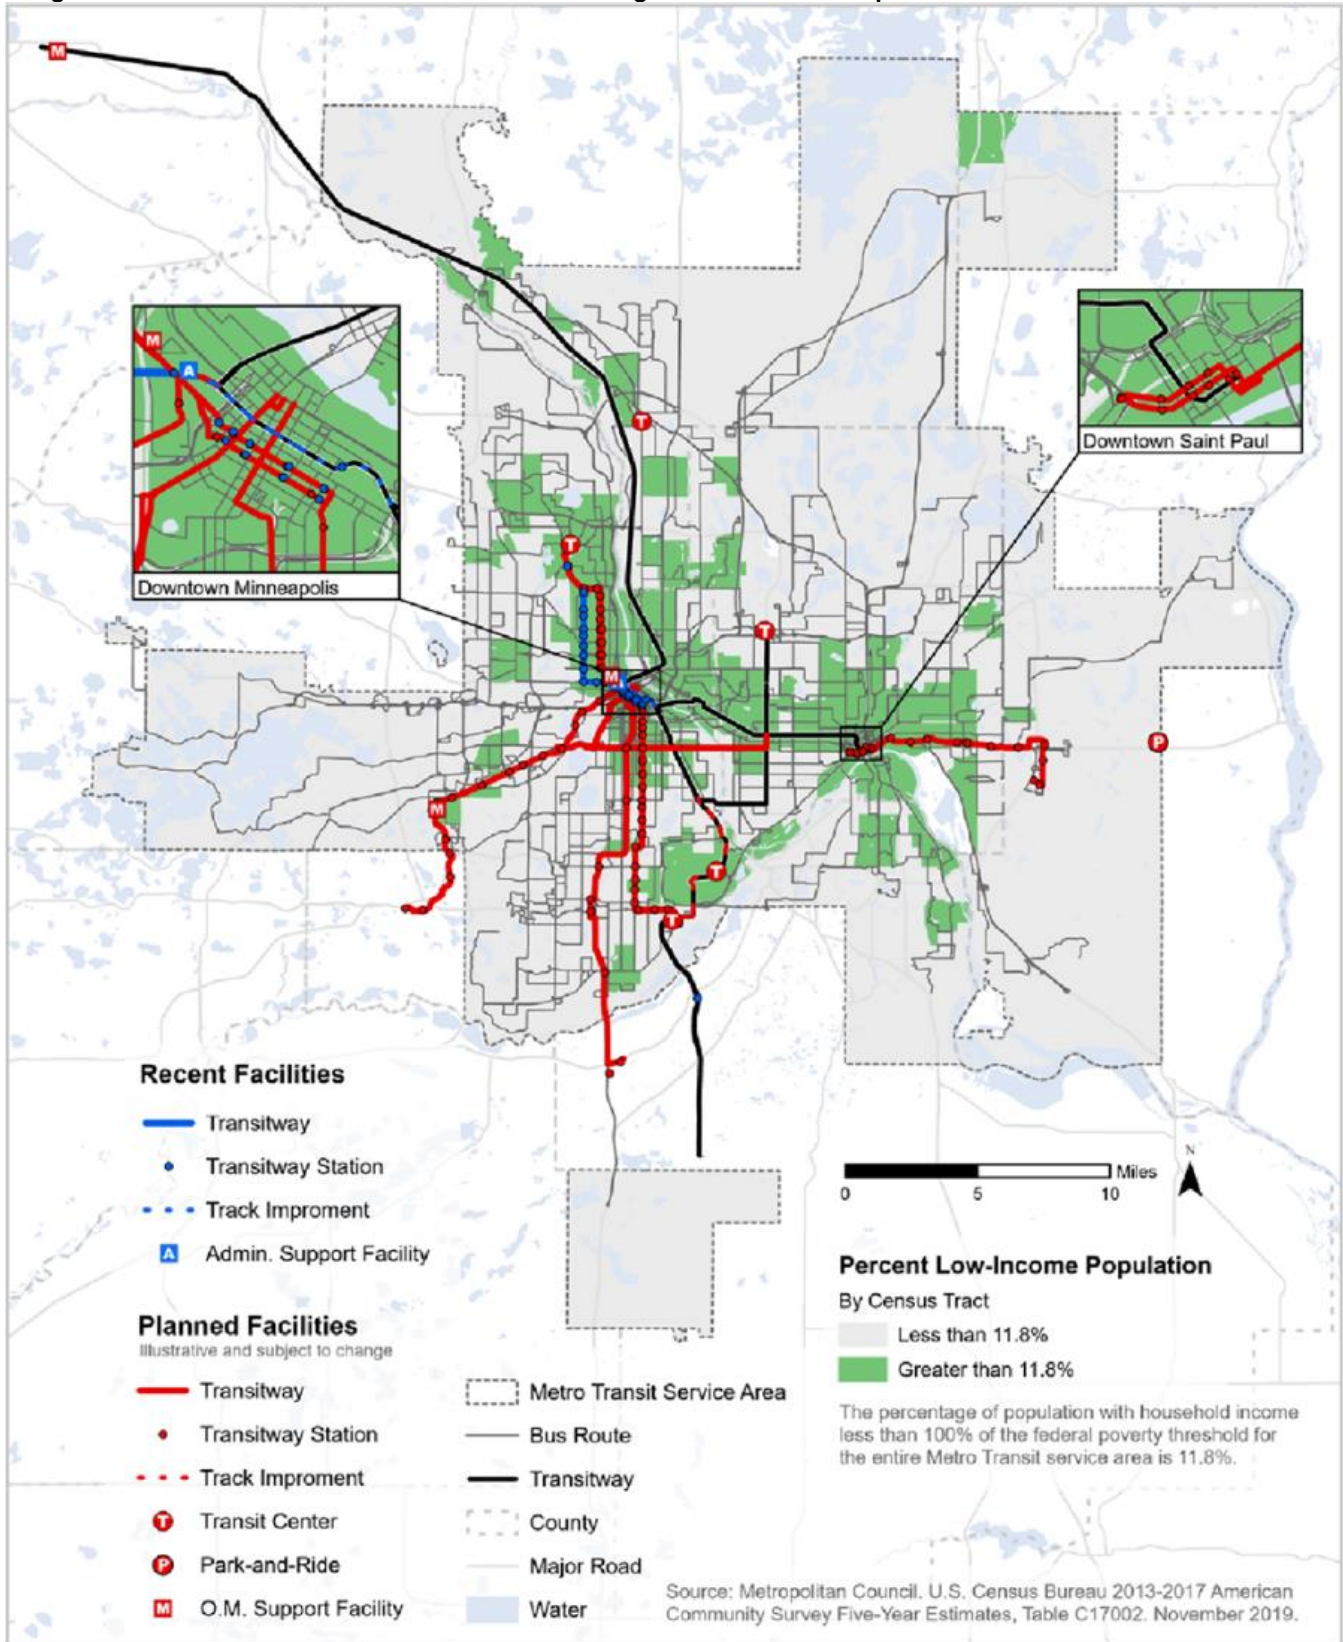 M
T
M
A
Downtown Minneapolis
Downtown Saint Paul
T
T
M
P
M
T
T
Recent Facilities
Transitway
Transitway Station
Track Improment
A Admin. Support Facility
Planned Facilities
Illustrative and subject to change
Transitway
Transitway Station
Track Improment
T Transit Center
P Park-and-Ride
M O.M. Support Facility
Metro Transit Service Area
Bus Route
Transitway
County
Major Road
Water
N
Miles
0 5 10
Percent Low-Income Population
By Census Tract
Less than 11.8%
Greater than 11.8%
The percentage of population with household income
less than 100% of the federal poverty threshold for
the entire Metro Transit service area is 11.8%.
Source: Metropolitan Council. U.S. Census Bureau 2013-2017 American
Community Survey Five-Year Estimates, Table C17002. November 2019.